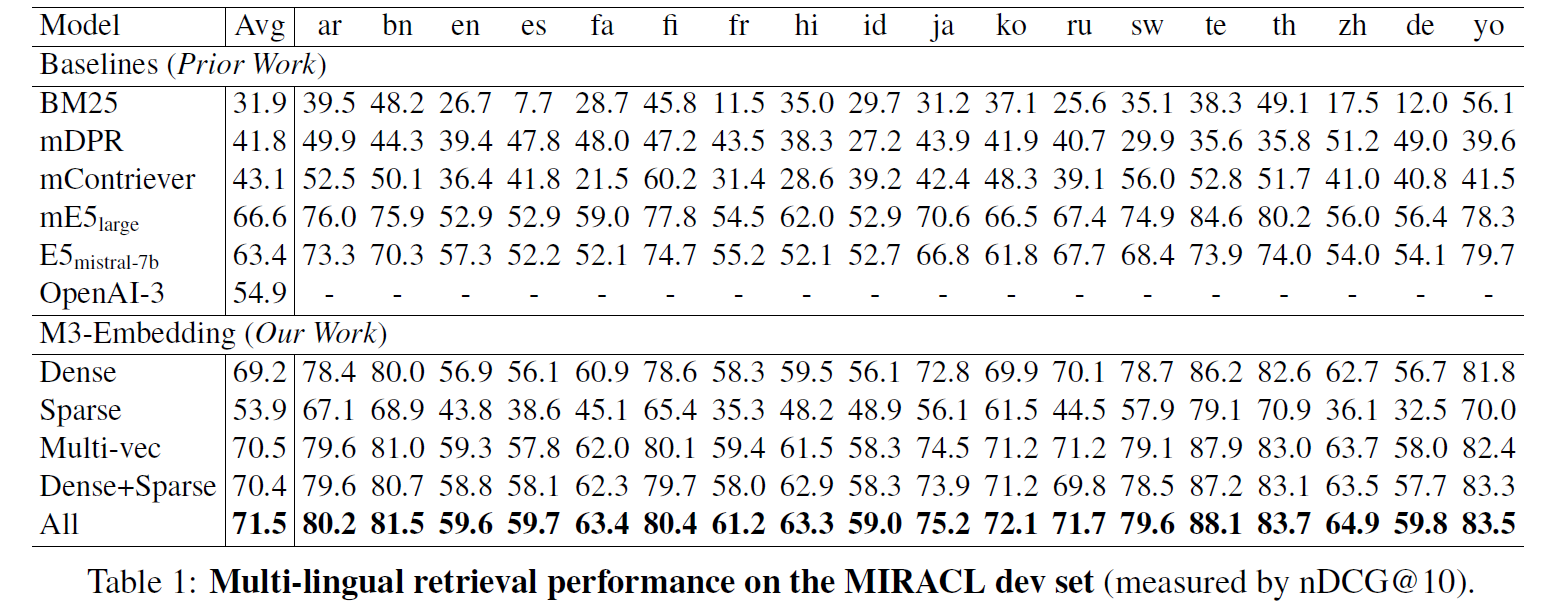 Model Avg ar bn en es fa fi fr hi id ja ko ru sw te th zh de yo
Baselines (Prior Work)
BM25 31.9 39.5 48.2 26.7 7.7 28.7 45.8 11.5 35.0 29.7 31.2 37.1 25.6 35.1 38.3 49.1 17.5 12.0 56.1
mDPR 41.8 49.9 44.3 39.4 47.8 48.0 47.2 43.5 38.3 27.2 43.9 41.9 40.7 29.9 35.6 35.8 51.2 49.0 39.6
mContriever 43.1 52.5 50.1 36.4 41.8 21.5 60.2 31.4 28.6 39.2 42.4 48.3 39.1 56.0 52.8 51.7 41.0 40.8 41.5
mE5large 66.6 76.0 75.9 52.9 52.9 59.0 77.8 54.5 62.0 52.9 70.6 66.5 67.4 74.9 84.6 80.2 56.0 56.4 78.3
E5mistral-7b 63.4 73.3 70.3 57.3 52.2 52.1 74.7 55.2 52.1 52.7 66.8 61.8 67.7 68.4 73.9 74.0 54.0 54.1 79.7
OpenAI-3 54.9 - - - - - - - - - - - - - - - - - -
M3-Embedding (Our Work)
Dense 69.2 78.4 80.0 56.9 56.1 60.9 78.6 58.3 59.5 56.1 72.8 69.9 70.1 78.7 86.2 82.6 62.7 56.7 81.8
Sparse 53.9 67.1 68.9 43.8 38.6 45.1 65.4 35.3 48.2 48.9 56.1 61.5 44.5 57.9 79.1 70.9 36.1 32.5 70.0
Multi-vec 70.5 79.6 81.0 59.3 57.8 62.0 80.1 59.4 61.5 58.3 74.5 71.2 71.2 79.1 87.9 83.0 63.7 58.0 82.4
Dense+Sparse 70.4 79.6 80.7 58.8 58.1 62.3 79.7 58.0 62.9 58.3 73.9 71.2 69.8 78.5 87.2 83.1 63.5 57.7 83.3
All 71.5 80.2 81.5 59.6 59.7 63.4 80.4 61.2 63.3 59.0 75.2 72.1 71.7 79.6 88.1 83.7 64.9 59.8 83.5
Table 1: Multi-lingual retrieval performance on the MIRACL dev set (measured by nDCG@10).